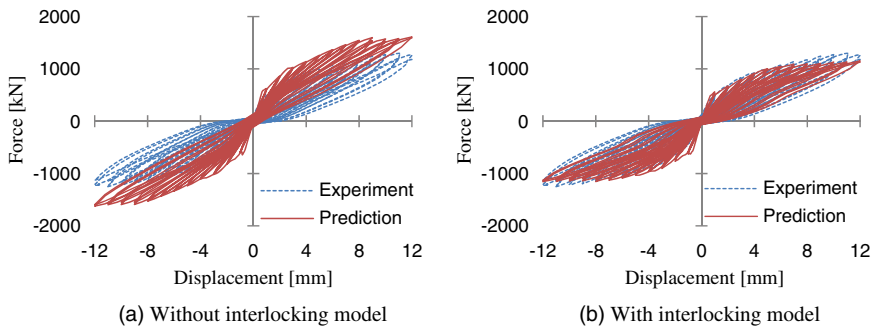 2000
1000
0
-1000
-2000
Force [kN]
-12 -8 -4 0 4 8 12
Displacement [mm]
Experiment
Prediction
(a) Without interlocking model
2000
1000
0
-1000
-2000
Force [kN]
-12 -8 -4 0 4 8 12
Displacement [mm]
Experiment
Prediction
(b) With interlocking model